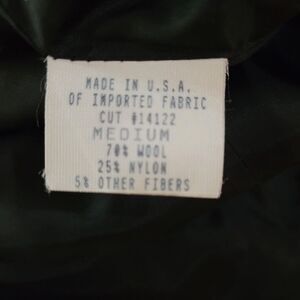 MADE IN U.S.A.
OF IMPORTED FABRIC
CUT #14122
MEDIUM
70% WOOL
25% NYLON
5% OTHER FIBERS